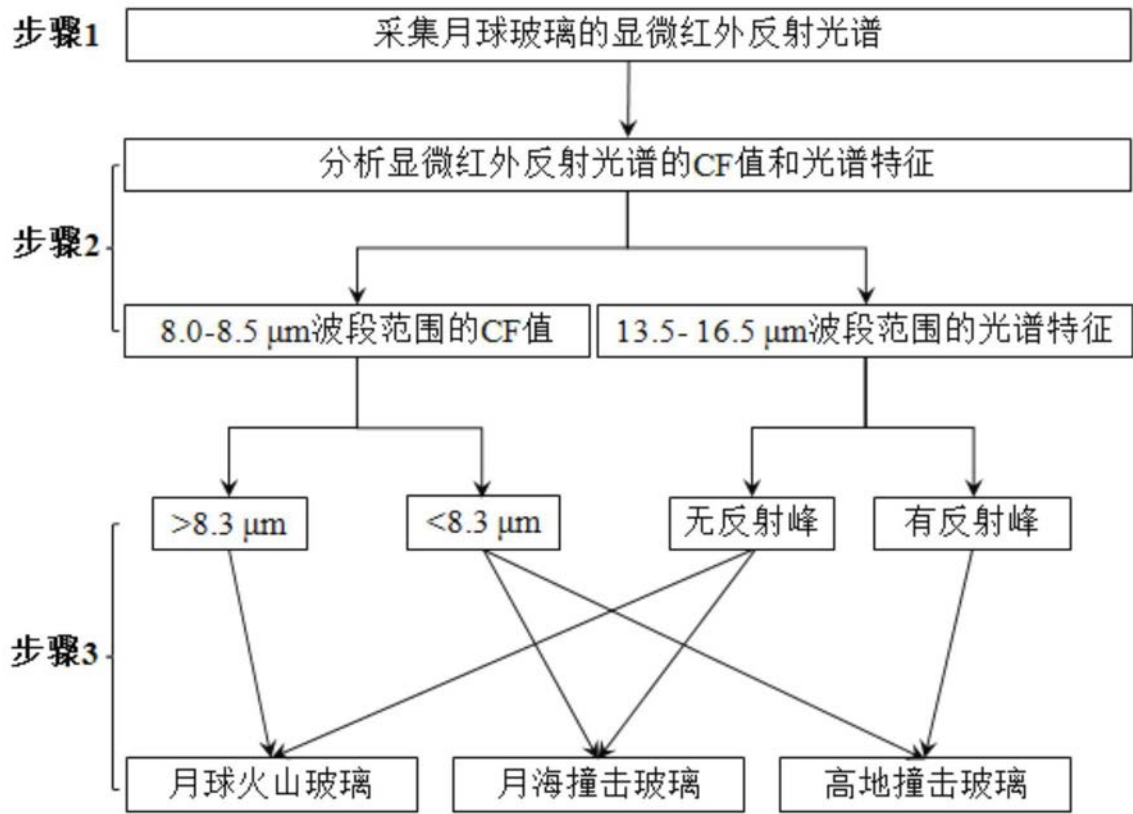 步骤1
采集月球玻璃的显微红外反射光谱
分析显微红外反射光谱的CF值和光谱特征
步骤2
8.0-8.5 μm波段范围的CF值
13.5- 16.5 μm波段范围的光谱特征
>8.3 μm
<8.3 μm
无反射峰
有反射峰
步骤3
月球火山玻璃
月海撞击玻璃
高地撞击玻璃